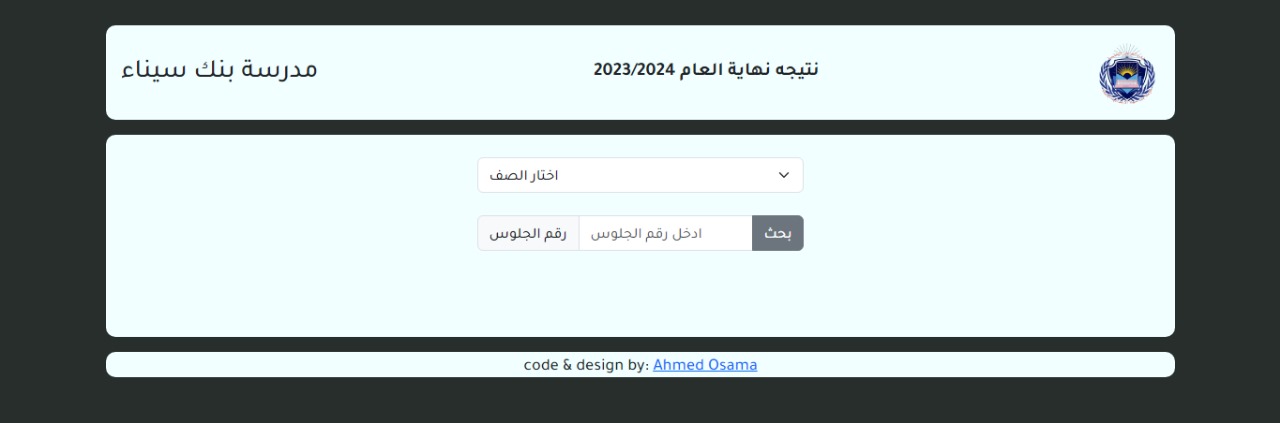 مدرسة بنك سيناء
نتيجه نهاية العام 2023/2024
اختار الصف
رقم الجلوس
ادخل رقم الجلوس
بحث
code & design by: Ahmed Osama